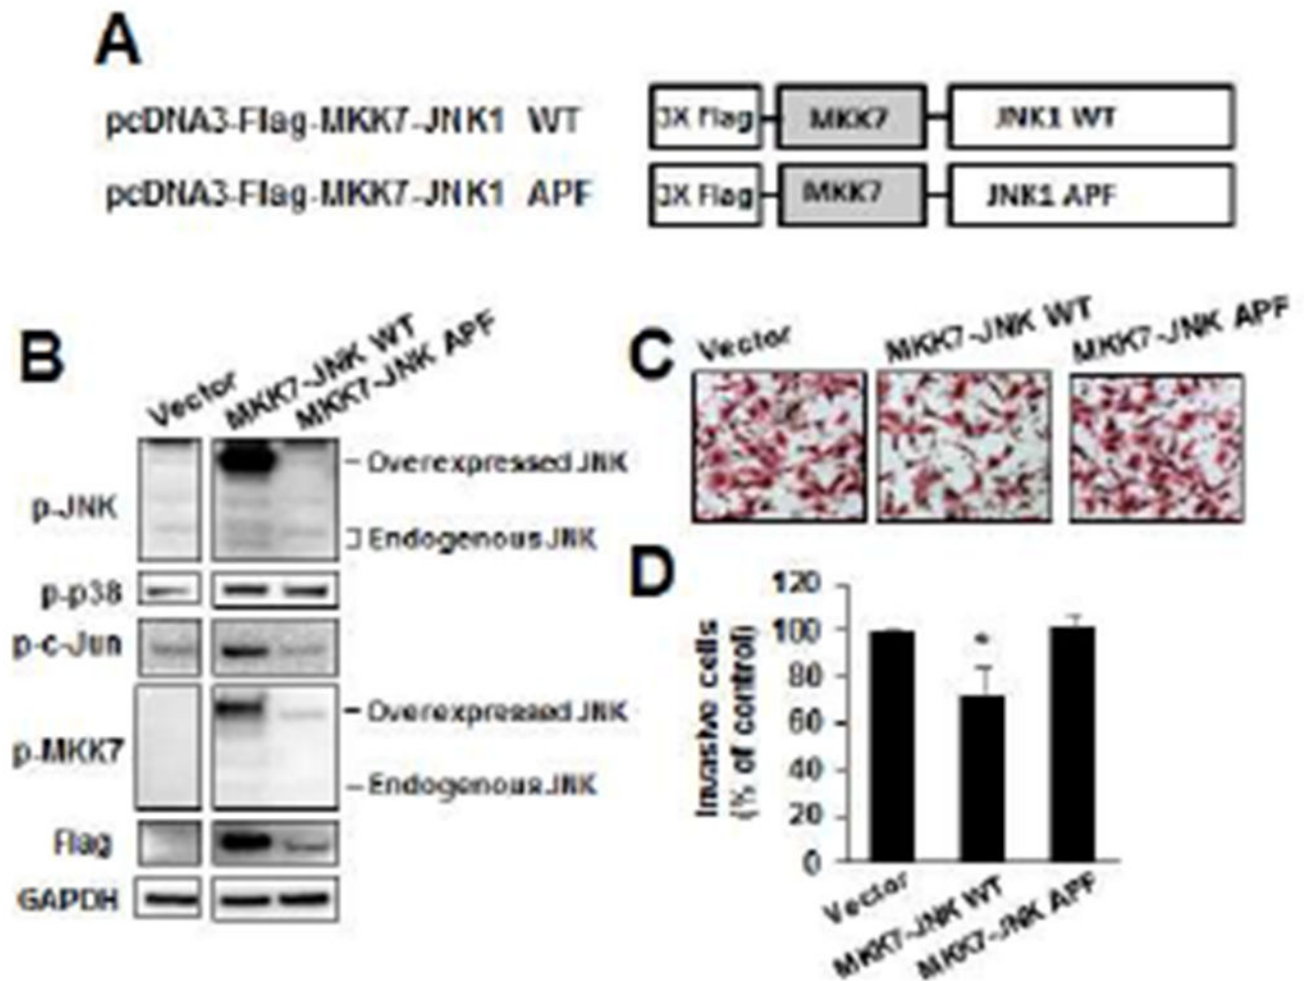 A
pcDNA3-Flag-MKK7-JNK1 WT
3X Flag MKK7 JNK1 WT
pcDNA3-Flag-MKK7-JNK1 APF
3X Flag MKK7 JNK1 APF
B
Vector
MKK7-JNK WT
MKK7-JNK APF
p-JNK
Overexpressed JNK
Endogenous JNK
p-p38
p-c-Jun
p-MKK7
Overexpressed JNK
Endogenous JNK
Flag
GAPDH
C
Vector
MKK7-JNK WT
MKK7-JNK APF
D
Invasive cells
(% of control)
120
100
80
60
40
20
0
*
Vector
MKK7-JNK WT
MKK7-JNK APF